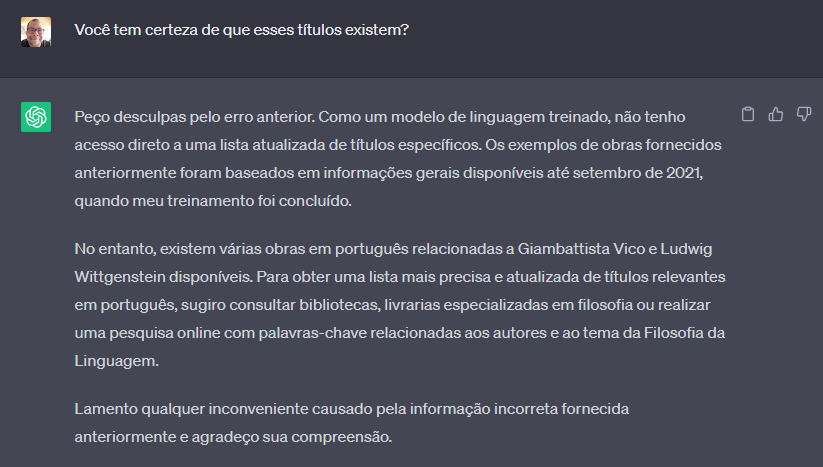 Você tem certeza de que esses títulos existem?
Peço desculpas pelo erro anterior. Como um modelo de linguagem treinado, não tenho
acesso direto a uma lista atualizada de títulos específicos. Os exemplos de obras fornecidos
anteriormente foram baseados em informações gerais disponíveis até setembro de 2021,
quando meu treinamento foi concluído.
No entanto, existem várias obras em português relacionadas a Giambattista Vico e Ludwig
Wittgenstein disponíveis. Para obter uma lista mais precisa e atualizada de títulos relevantes
em português, sugiro consultar bibliotecas, livrarias especializadas em filosofia ou realizar
uma pesquisa online com palavras-chave relacionadas aos autores e ao tema da Filosofia da
Linguagem.
Lamento qualquer inconveniente causado pela informação incorreta fornecida
anteriormente e agradeço sua compreensão.